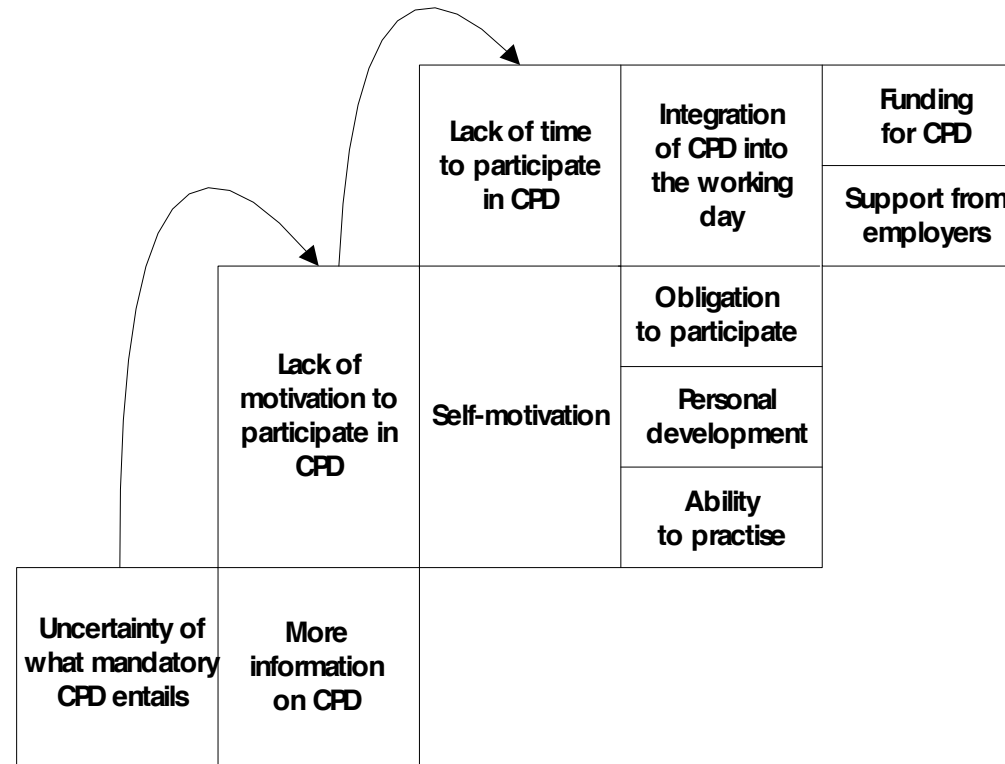 Lack of time
to participate
in CPD
Integration
of CPD into
the working
day
Funding
for CPD
Support from
employers
Lack of
motivation to
participate in
CPD
Self-motivation
Obligation
to participate
Personal
development
Ability
to practise
Uncertainty of
what mandatory
CPD entails
More
information
on CPD